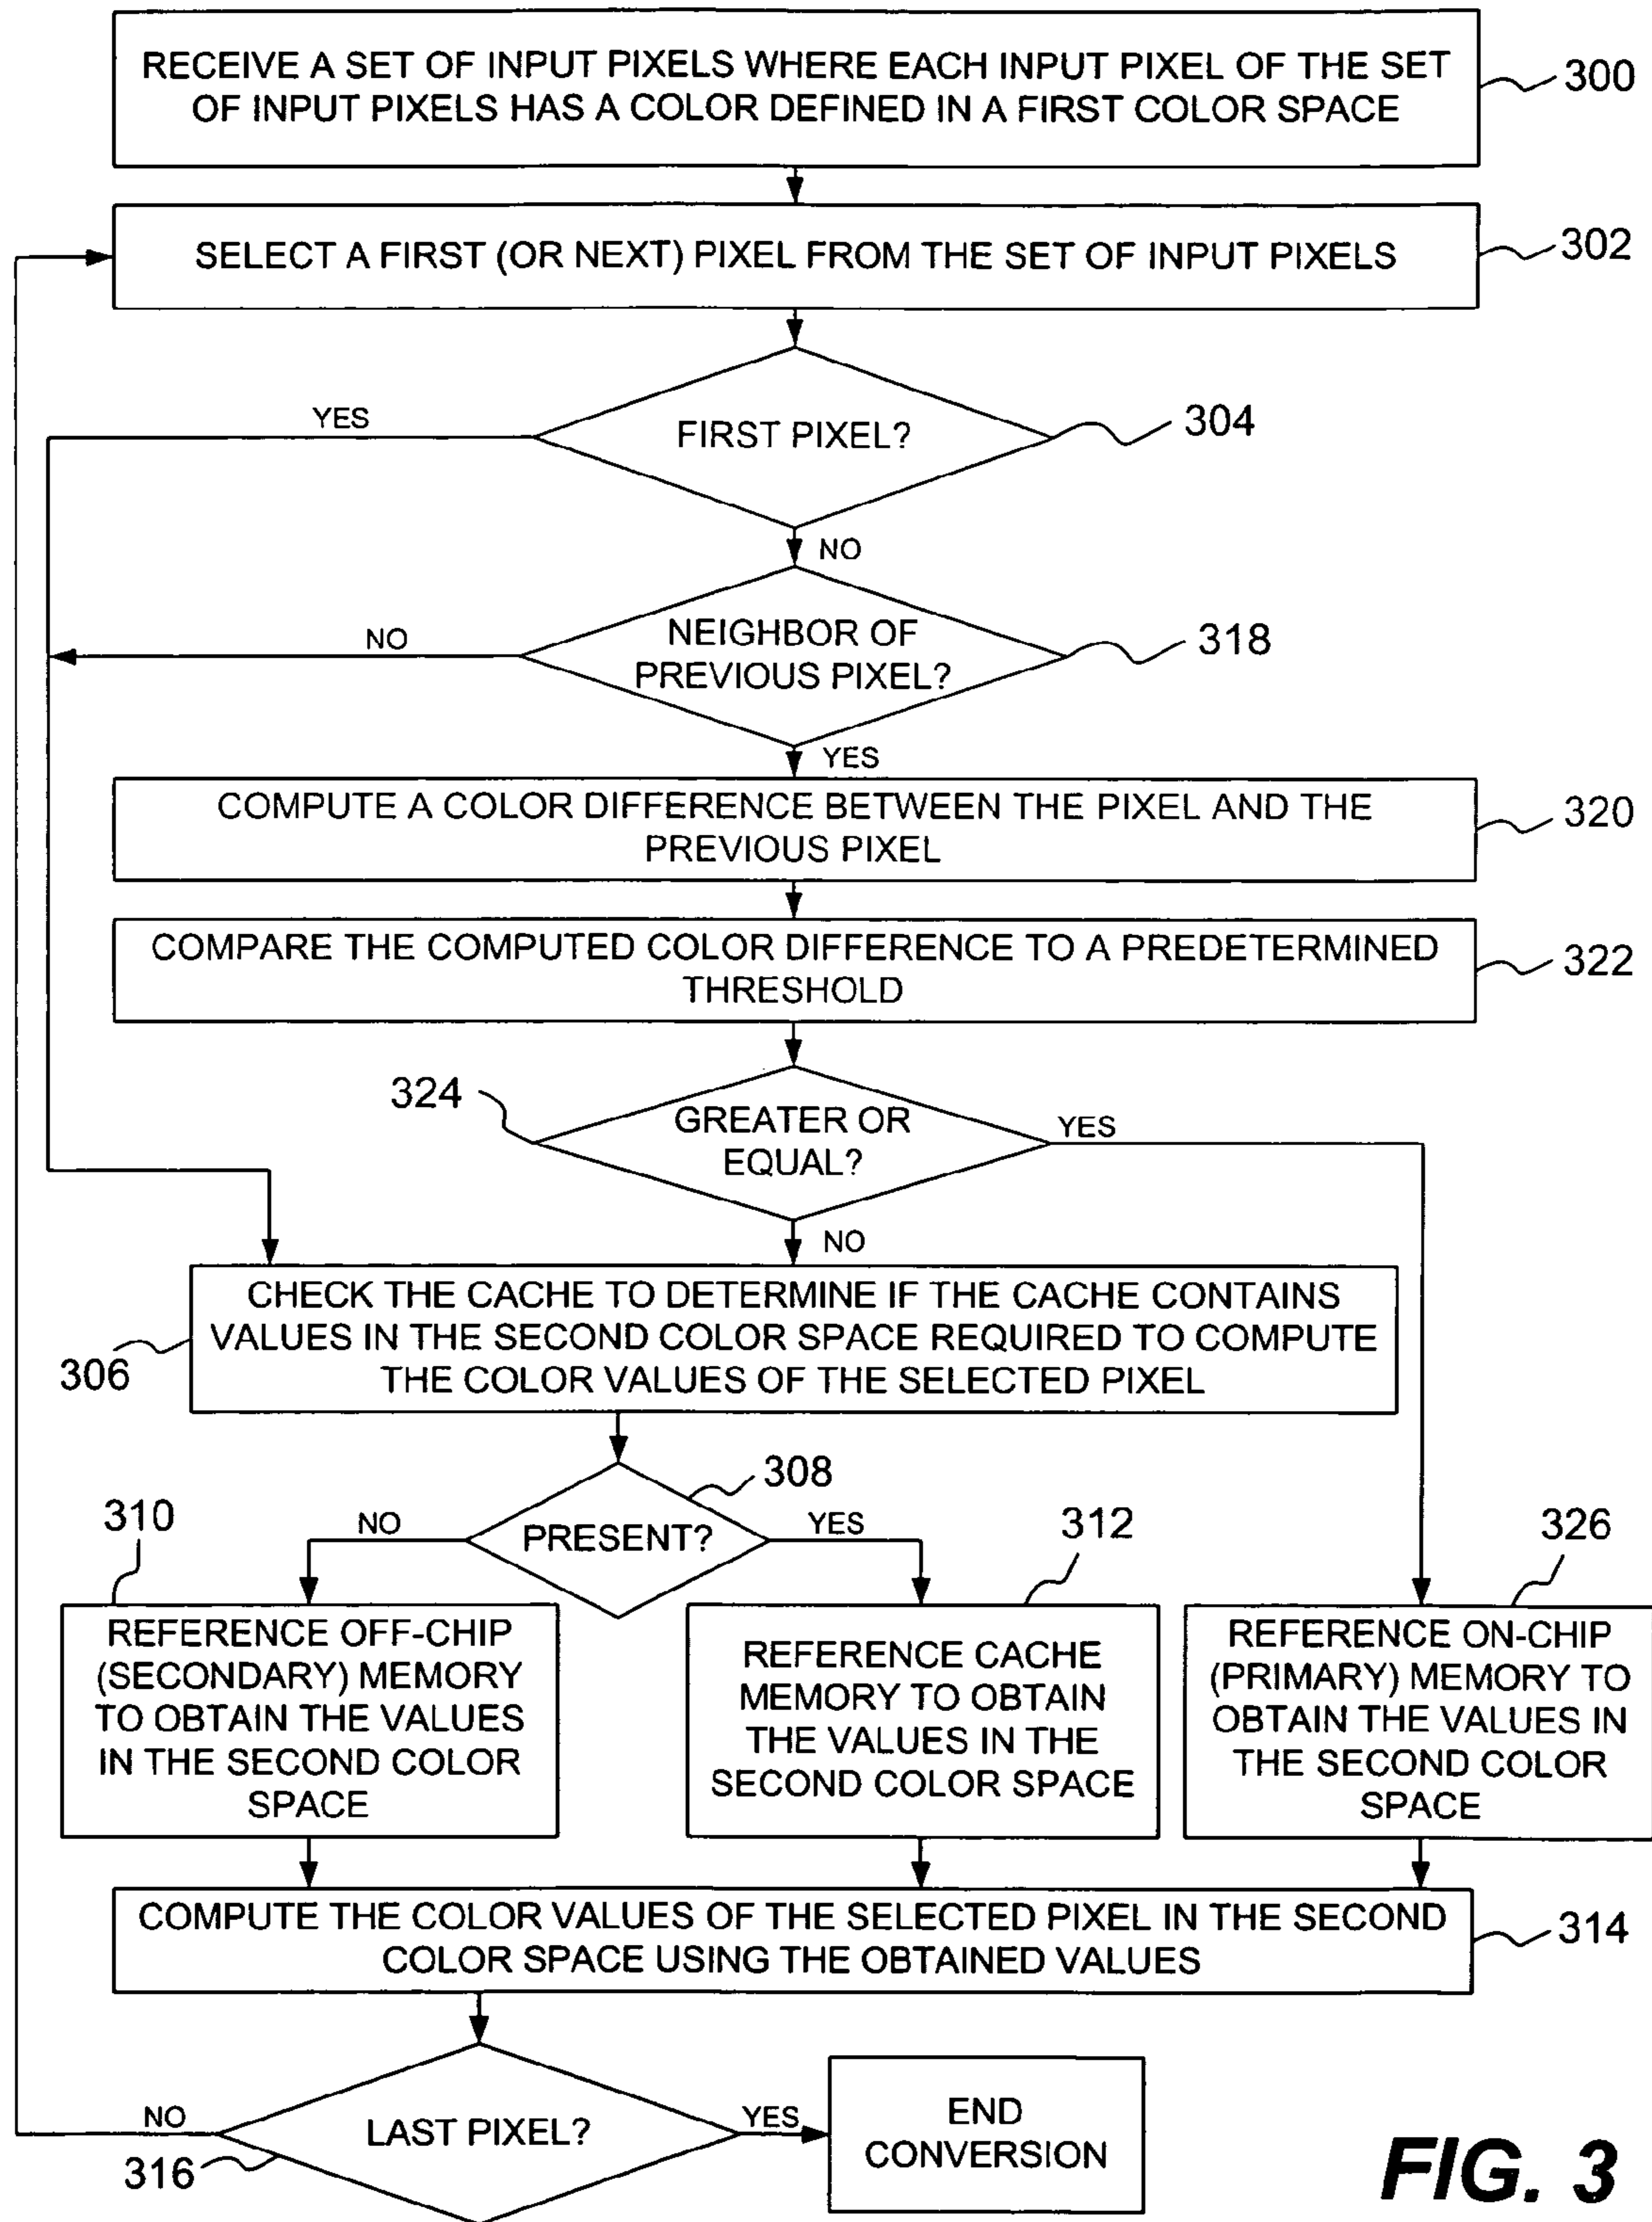 RECEIVE A SET OF INPUT PIXELS WHERE EACH INPUT PIXEL OF THE SET
OF INPUT PIXELS HAS A COLOR DEFINED IN A FIRST COLOR SPACE
300
SELECT A FIRST (OR NEXT) PIXEL FROM THE SET OF INPUT PIXELS
302
YES
FIRST PIXEL?
304
NO
NO
NEIGHBOR OF
PREVIOUS PIXEL?
318
YES
COMPUTE A COLOR DIFFERENCE BETWEEN THE PIXEL AND THE
PREVIOUS PIXEL
320
COMPARE THE COMPUTED COLOR DIFFERENCE TO A PREDETERMINED
THRESHOLD
322
324
GREATER OR
EQUAL?
YES
NO
CHECK THE CACHE TO DETERMINE IF THE CACHE CONTAINS
VALUES IN THE SECOND COLOR SPACE REQUIRED TO COMPUTE
THE COLOR VALUES OF THE SELECTED PIXEL
306
308
310
NO
PRESENT?
YES
312
326
REFERENCE OFF-CHIP
(SECONDARY) MEMORY
TO OBTAIN THE VALUES
IN THE SECOND COLOR
SPACE
REFERENCE CACHE
MEMORY TO OBTAIN
THE VALUES IN THE
SECOND COLOR SPACE
REFERENCE ON-CHIP
(PRIMARY) MEMORY TO
OBTAIN THE VALUES IN
THE SECOND COLOR
SPACE
COMPUTE THE COLOR VALUES OF THE SELECTED PIXEL IN THE SECOND
COLOR SPACE USING THE OBTAINED VALUES
314
NO
LAST PIXEL?
316
YES
END
CONVERSION
FIG. 3